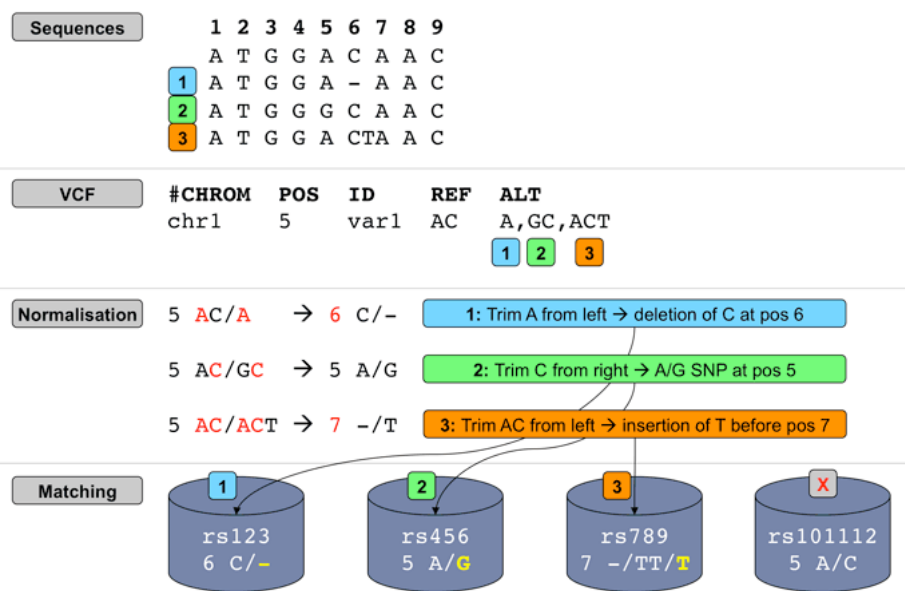 Sequences 1 2 3 4 5 6 7 8 9
A T G G A C A A C
1 A T G G A - A A C
2 A T G G G C A A C
3 A T G G A CTA A C
VCF #CHROM POS ID REF ALT
chr1 5 var1 AC A,GC,ACT
1 2 3
Normalisation 5 AC/A → 6 C/- 1: Trim A from left → deletion of C at pos 6
5 AC/GC → 5 A/G 2: Trim C from right → A/G SNP at pos 5
5 AC/ACT → 7 -/T 3: Trim AC from left → insertion of T before pos 7
Matching 1 2 3 X
rs123 rs456 rs789 rs101112
6 C/- 5 A/G 7 -/TT/T 5 A/C